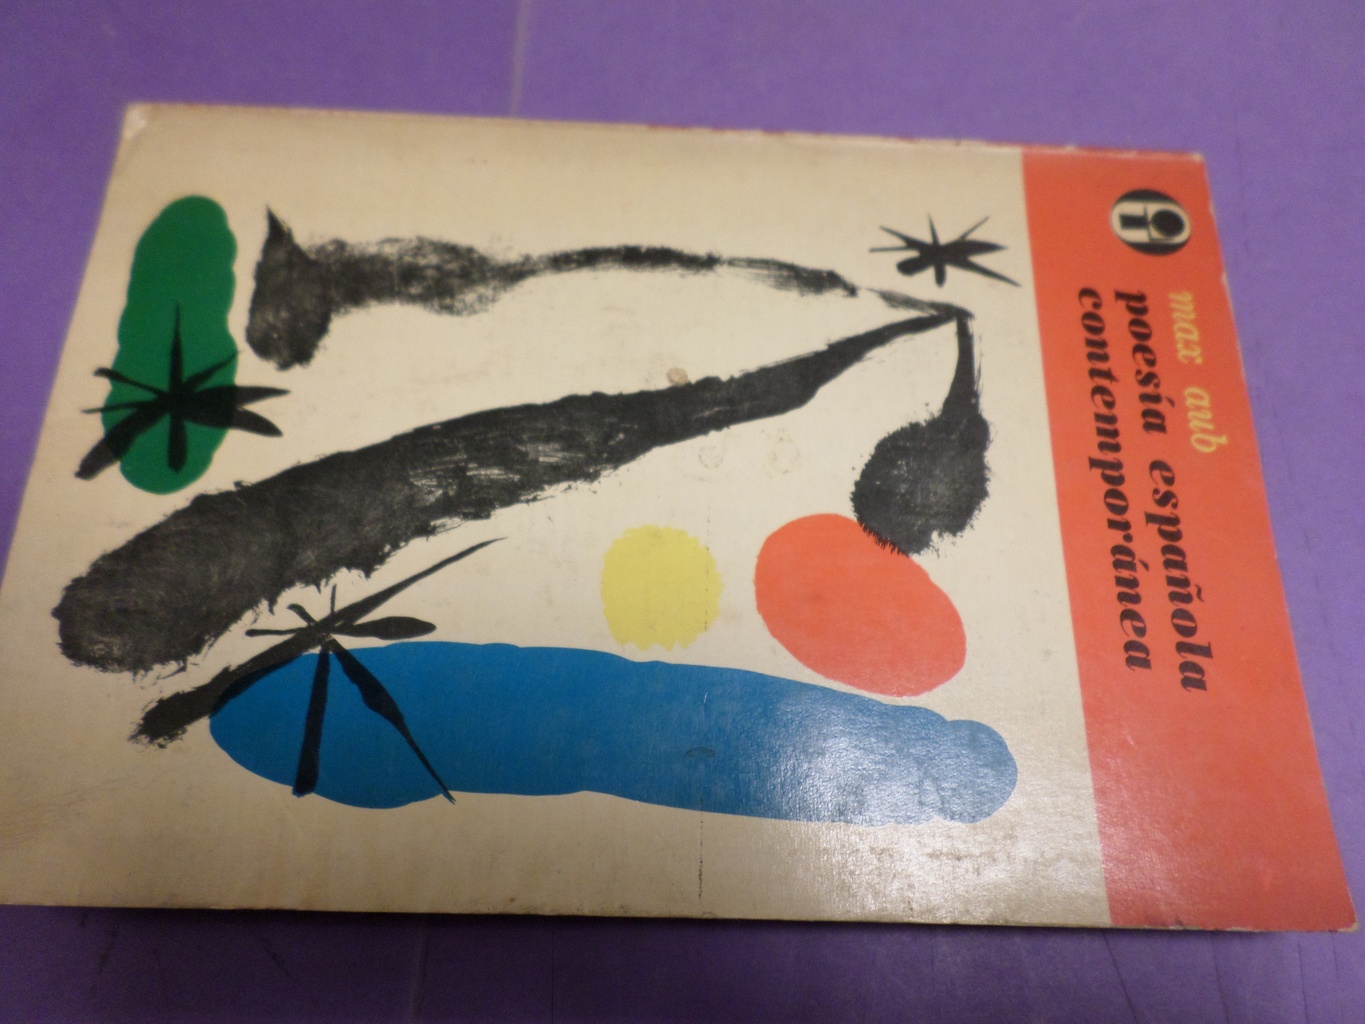 max aub
poesía española
contemporánea